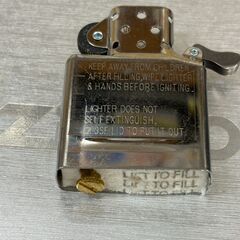 KEEP AWAY FROM CHILDREN
AFTER FILLING, WIPE LIGHTER
& HANDS BEFORE IGNITING
LIGHTER DOES NOT
SELF EXTINGUISH.
CLOSE LID TO PUT IT OUT.
LIFT TO FILL
LIFT TO FILL
LIFT TO FILL